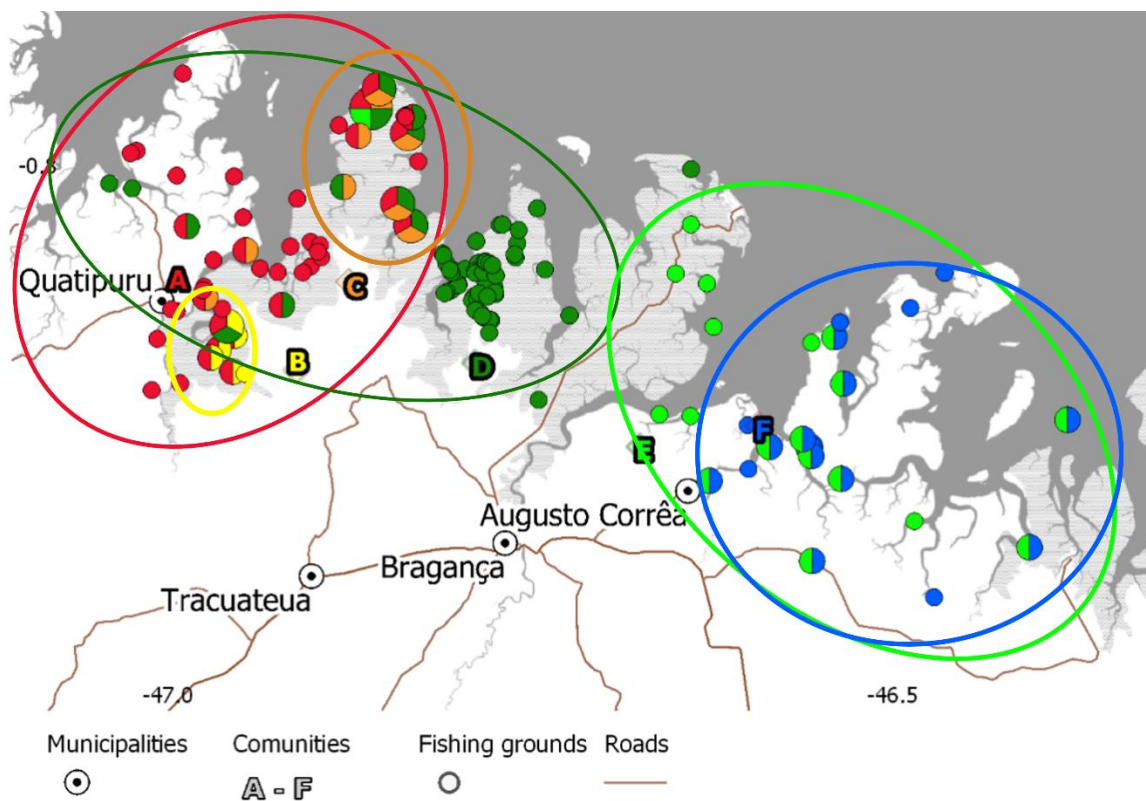 -0.8
Quatipuru
A
C
B
D
F
E
Augusto Corrêa
Bragança
Tracuateua
-47.0
-46.5
Municipalities
Comunities
Fishing grounds
Roads
A - F